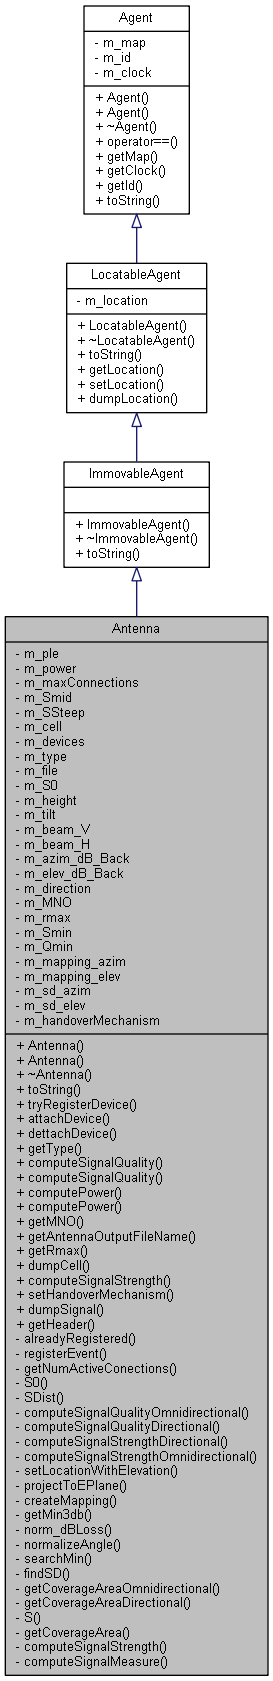 Agent
- m_map
- m_id
- m_clock
+ Agent()
+ Agent()
+ ~Agent()
+ operator==()
+ getMap()
+ getClock()
+ getId()
+ toString()
LocatableAgent
- m_location
+ LocatableAgent()
+ ~LocatableAgent()
+ toString()
+ getLocation()
+ setLocation()
+ dumpLocation()
ImmovableAgent
+ ImmovableAgent()
+ ~ImmovableAgent()
+ toString()
Antenna
- m_ple
- m_power
- m_maxConnections
- m_Smid
- m_SSteep
- m_cell
- m_devices
- m_type
- m_file
- m_S0
- m_height
- m_tilt
- m_beam_V
- m_beam_H
- m_azim_dB_Back
- m_elev_dB_Back
- m_direction
- m_MNO
- m_rmax
- m_Smin
- m_Qmin
- m_mapping_azim
- m_mapping_elev
- m_sd_azim
- m_sd_elev
- m_handoverMechanism
+ Antenna()
+ Antenna()
+ ~Antenna()
+ toString()
+ tryRegisterDevice()
+ attachDevice()
+ dettachDevice()
+ getType()
+ computeSignalQuality()
+ computeSignalQuality()
+ computePower()
+ computePower()
+ getMNO()
+ getAntennaOutputFileName()
+ getRmax()
+ dumpCell()
+ computeSignalStrength()
+ setHandoverMechanism()
+ dumpSignal()
+ getHeader()
- alreadyRegistered()
- registerEvent()
- getNumActiveConections()
- S0()
- SDist()
- computeSignalQualityOmnidirectional()
- computeSignalQualityDirectional()
- computeSignalStrengthDirectional()
- computeSignalStrengthOmnidirectional()
- setLocationWithElevation()
- projectToEPlane()
- createMapping()
- getMin3db()
- norm_dBLoss()
- normalizeAngle()
- searchMin()
- findSD()
- getCoverageAreaOmnidirectional()
- getCoverageAreaDirectional()
- S()
- getCoverageArea()
- computeSignalStrength()
- computeSignalMeasure()